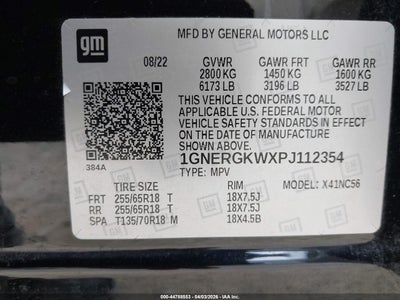 gm
MFD BY GENERAL MOTORS LLC
08/22 GVWR GAWR FRT GAWR RR
2800 KG 1450 KG 1600 KG
6173 LB 3196 LB 3527 LB
THIS VEHICLE CONFORMS TO ALL
APPLICABLE U.S. FEDERAL MOTOR
VEHICLE SAFETY STANDARDS IN EFFECT
ON THE DATE OF MANUFACTURE SHOWN ABOVE.
384A
1GNERGKWXPJ112354
TYPE: MPV MODEL: X41NC56
TIRE SIZE RIM
FRT 255/65R18 T 18X7.5J
RR 255/65R18 T 18X7.5J
SPA T135/70R18 M 18X4.5B
© IAA 000-44788553 - 04/03/2026 - 004